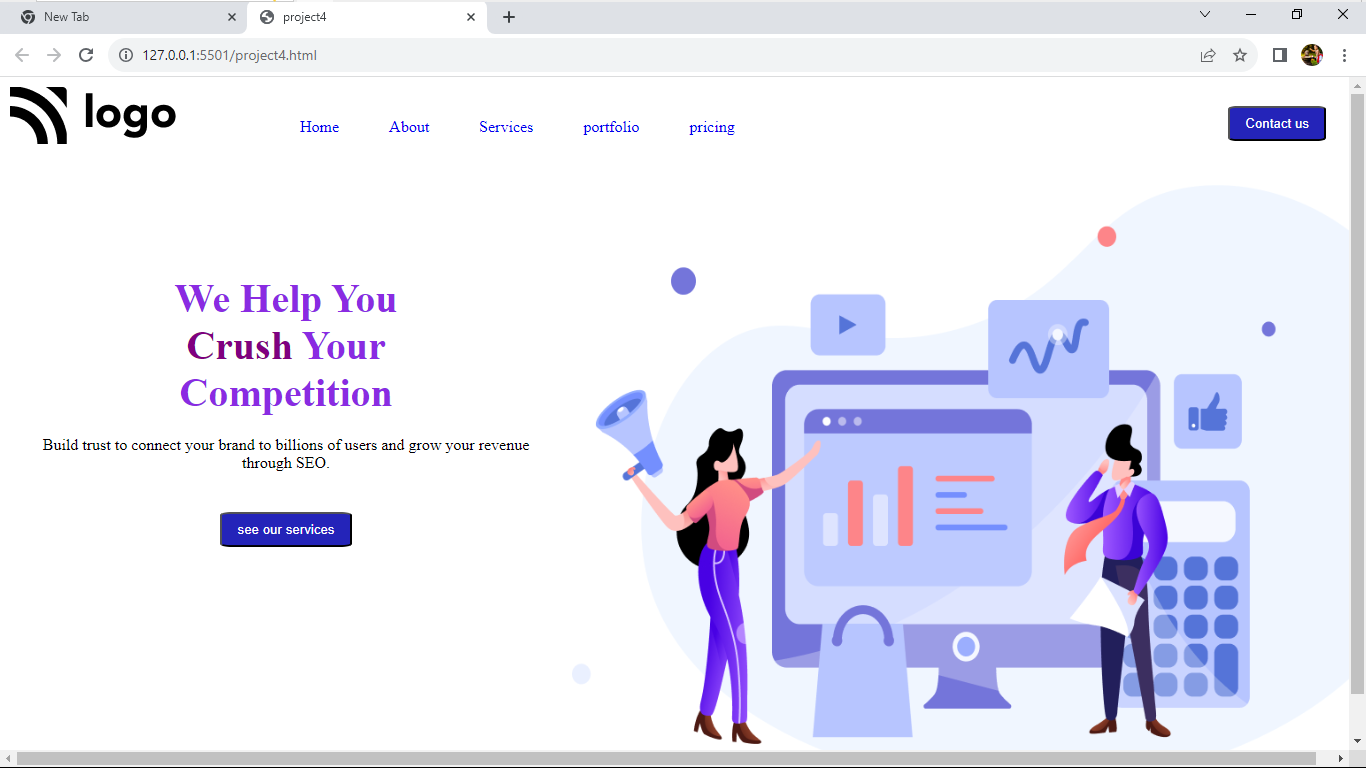 New Tab
project4
127.0.0.1:5501/project4.html
logo
Home About Services portfolio pricing
Contact us
We Help You
Crush Your
Competition
Build trust to connect your brand to billions of users and grow your revenue
through SEO.
see our services